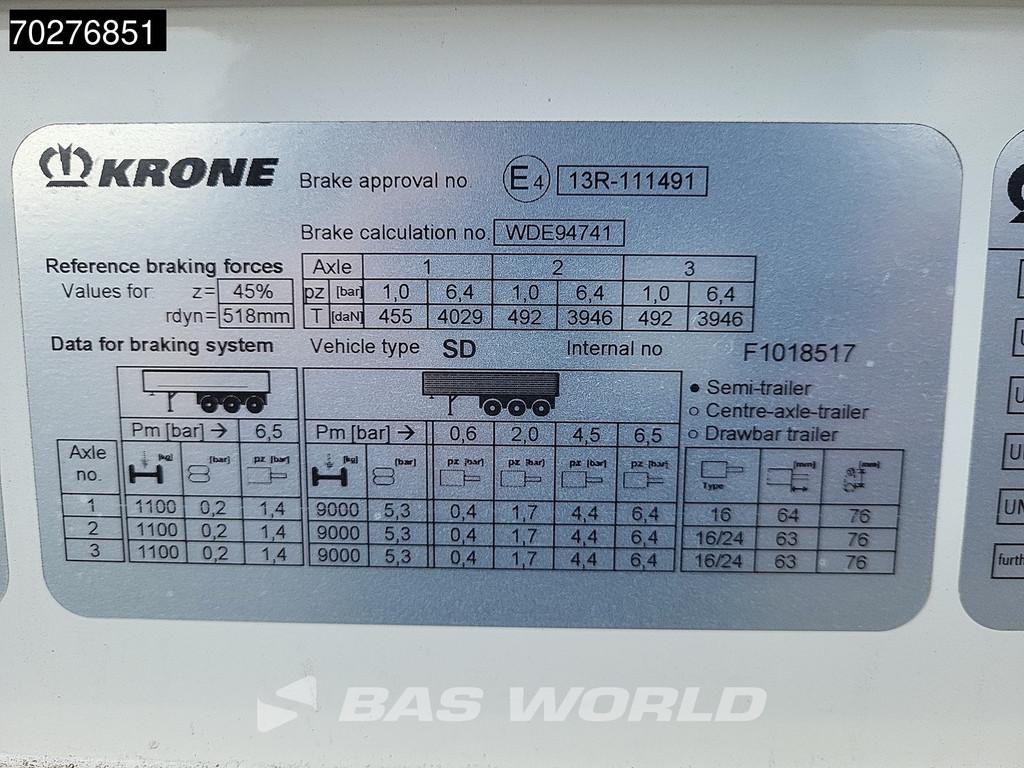 70276851
KRONE
Brake approval no. E4 13R-111491
Brake calculation no. WDE94741
Reference braking forces Axle 1 2 3
Values for z= 45% pz [bar] 1,0 6,4 1,0 6,4 1,0 6,4
rdyn= 518mm T [daN] 455 4029 492 3946 492 3946
Data for braking system Vehicle type SD Internal no F1018517
● Semi-trailer
○ Centre-axle-trailer
○ Drawbar trailer
Pm [bar] → 6,5 Pm [bar] → 0,6 2,0 4,5 6,5
Axle no. [kg] [bar] pz [bar] [kg] [bar] pz [bar] pz [bar] pz [bar] pz [bar] Type [mm] [mm]
1 1100 0,2 1,4 9000 5,3 0,4 1,7 4,4 6,4 16 64 76
2 1100 0,2 1,4 9000 5,3 0,4 1,7 4,4 6,4 16/24 63 76
3 1100 0,2 1,4 9000 5,3 0,4 1,7 4,4 6,4 16/24 63 76
furth
BAS WORLD